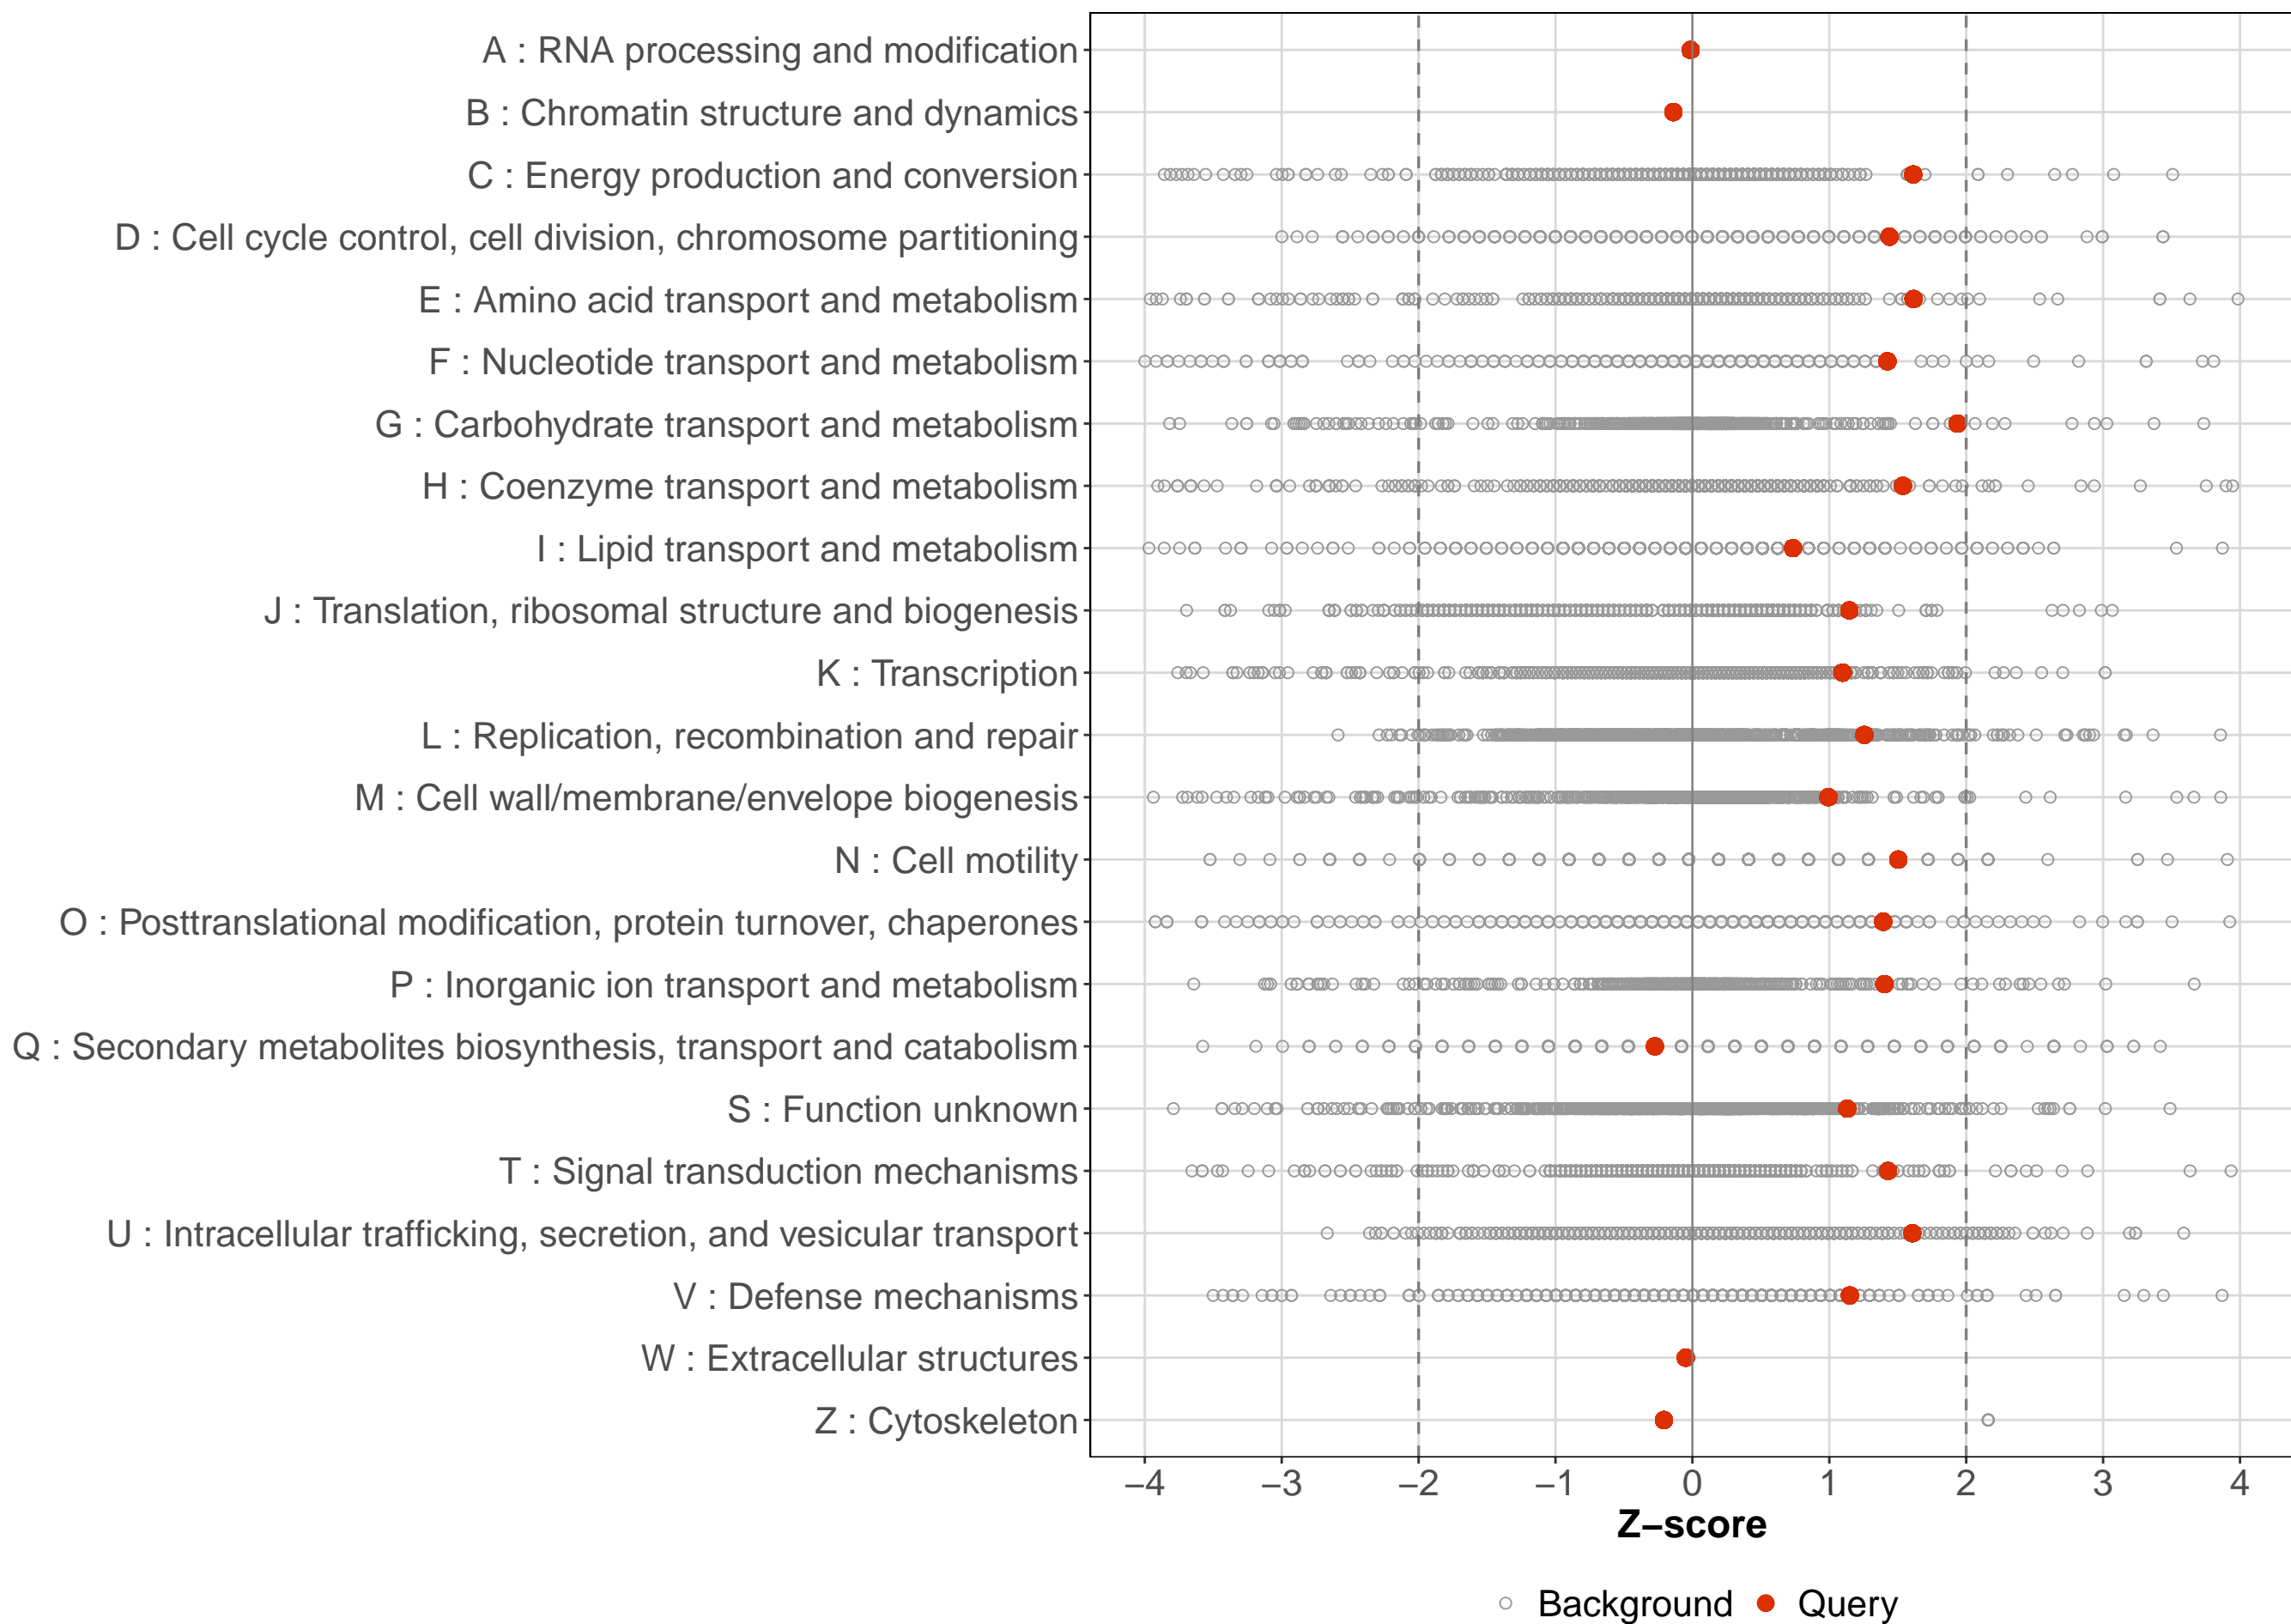 A : RNA processing and modification
B : Chromatin structure and dynamics
C : Energy production and conversion
D : Cell cycle control, cell division, chromosome partitioning
E : Amino acid transport and metabolism
F : Nucleotide transport and metabolism
G : Carbohydrate transport and metabolism
H : Coenzyme transport and metabolism
I : Lipid transport and metabolism
J : Translation, ribosomal structure and biogenesis
K : Transcription
L : Replication, recombination and repair
M : Cell wall/membrane/envelope biogenesis
N : Cell motility
O : Posttranslational modification, protein turnover, chaperones
P : Inorganic ion transport and metabolism
Q : Secondary metabolites biosynthesis, transport and catabolism
S : Function unknown
T : Signal transduction mechanisms
U : Intracellular trafficking, secretion, and vesicular transport
V : Defense mechanisms
W : Extracellular structures
Z : Cytoskeleton
−4 −3 −2 −1 0 1 2 3 4
Z−score
Background Query